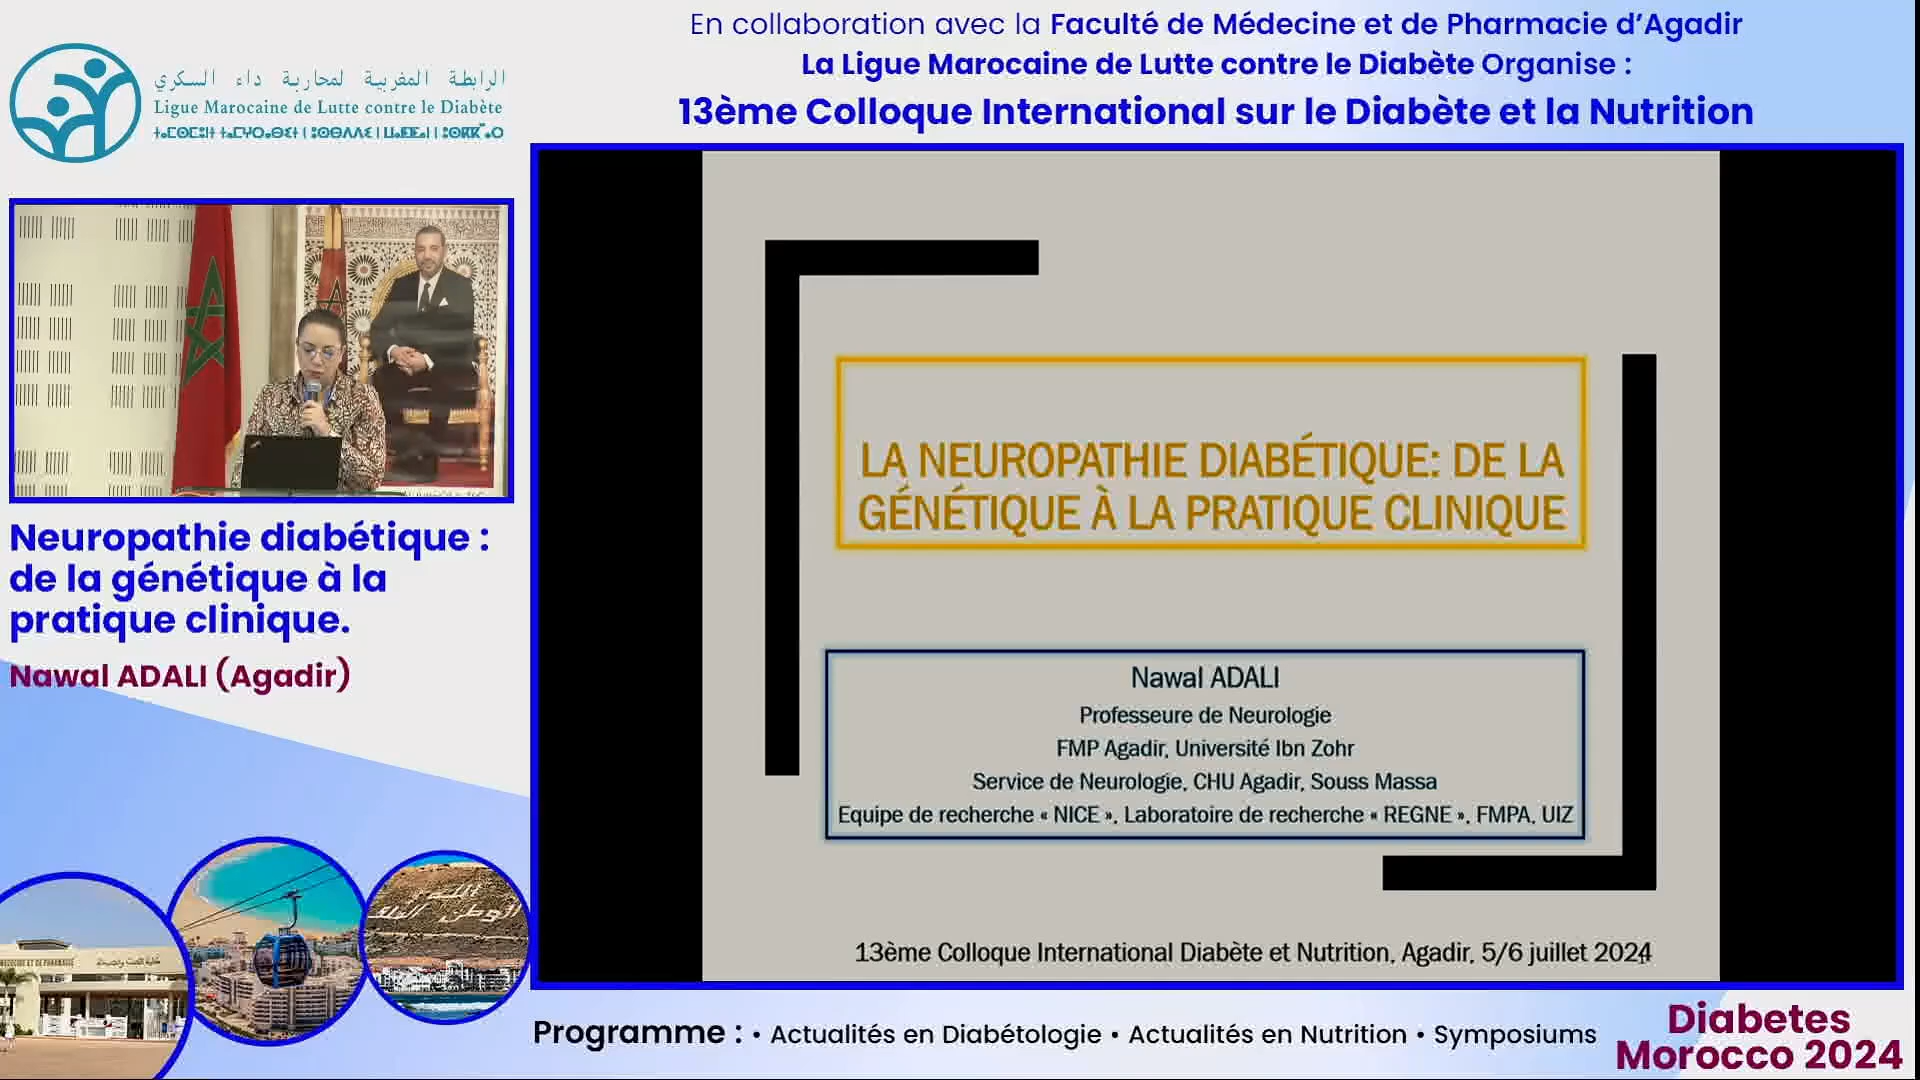 En collaboration avec la Faculté de Médecine et de Pharmacie d'Agadir
La Ligue Marocaine de Lutte contre le Diabète Organise :
13ème Colloque International sur le Diabète et la Nutrition
الرابطة المغربية لمحاربة داء السكري
Ligue Marocaine de Lutte contre le Diabète
Neuropathie diabétique :
de la génétique à la
pratique clinique.
Nawal ADALI (Agadir)
LA NEUROPATHIE DIABÉTIQUE: DE LA
GÉNÉTIQUE À LA PRATIQUE CLINIQUE
Nawal ADALI
Professeure de Neurologie
FMP Agadir, Université Ibn Zohr
Service de Neurologie, CHU Agadir, Souss Massa
Equipe de recherche « NICE », Laboratoire de recherche « REGNE », FMPA, UIZ
13ème Colloque International Diabète et Nutrition, Agadir, 5/6 juillet 2024
الله
الوطن الملك
Programme : • Actualités en Diabétologie • Actualités en Nutrition • Symposiums
Diabetes
Morocco 2024